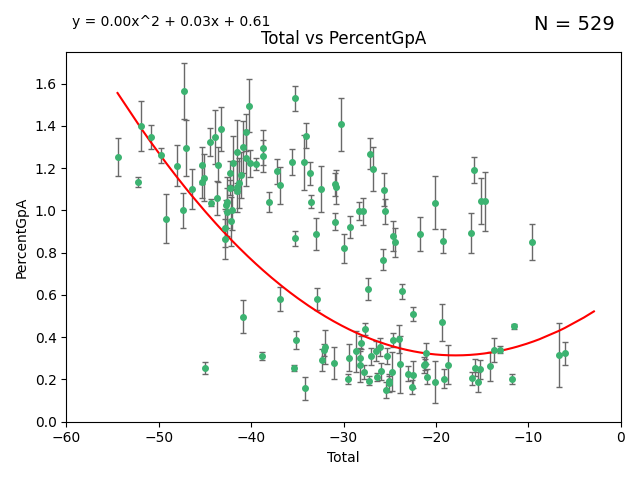 y = 0.00x^2 + 0.03x + 0.61
N = 529
Total vs PercentGpA
PercentGpA
1.6
1.4
1.2
1.0
0.8
0.6
0.4
0.2
0.0
−60 −50 −40 −30 −20 −10 0
Total